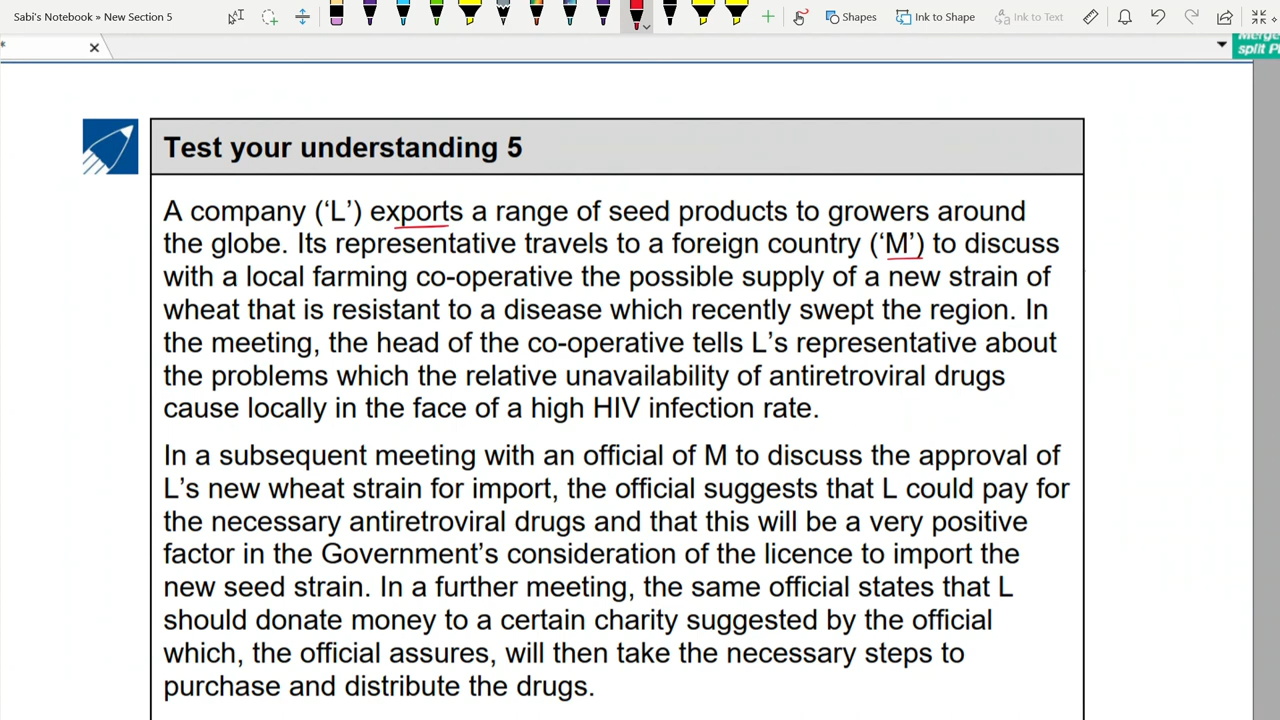 Sabi's Notebook » New Section 5
Shapes
Ink to Shape
Ink to Text
split
Test your understanding 5
A company (‘L’) exports a range of seed products to growers around
the globe. Its representative travels to a foreign country (‘M’) to discuss
with a local farming co-operative the possible supply of a new strain of
wheat that is resistant to a disease which recently swept the region. In
the meeting, the head of the co-operative tells L’s representative about
the problems which the relative unavailability of antiretroviral drugs
cause locally in the face of a high HIV infection rate.
In a subsequent meeting with an official of M to discuss the approval of
L’s new wheat strain for import, the official suggests that L could pay for
the necessary antiretroviral drugs and that this will be a very positive
factor in the Government’s consideration of the licence to import the
new seed strain. In a further meeting, the same official states that L
should donate money to a certain charity suggested by the official
which, the official assures, will then take the necessary steps to
purchase and distribute the drugs.